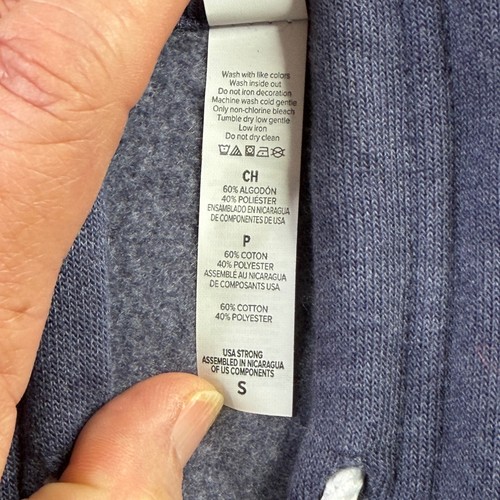 Wash with like colors
Wash inside out
Do not iron decoration
Machine wash cold gentle
Only non-chlorine bleach
Tumble dry low gentle
Low iron
Do not dry clean
CH
60% ALGODÓN
40% POLIÉSTER
ENSAMBLADO EN NICARAGUA
DE COMPONENTES DE USA
P
60% COTON
40% POLYESTER
ASSEMBLÉ AU NICARAGUA
DE COMPOSANTS USA
60% COTTON
40% POLYESTER
USA STRONG
ASSEMBLED IN NICARAGUA
OF US COMPONENTS
S